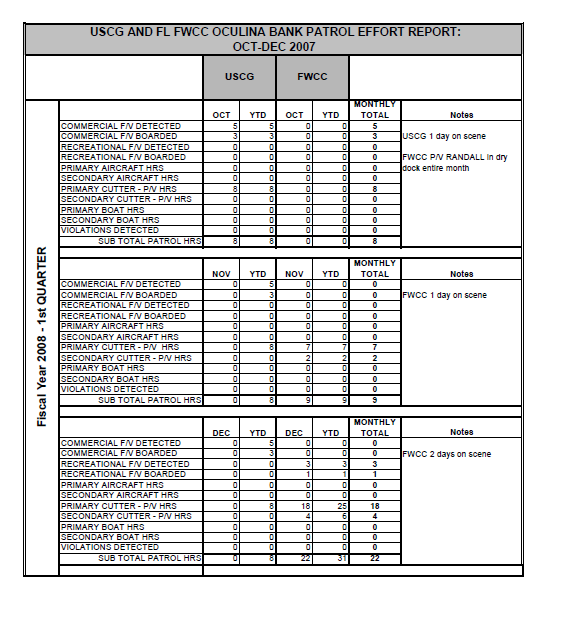 USCG AND FL FWCC OCULINA BANK PATROL EFFORT REPORT:
OCT-DEC 2007
USCG FWCC
Fiscal Year 2008 - 1st QUARTER
OCT YTD OCT YTD MONTHLY TOTAL Notes
COMMERCIAL F/V DETECTED 5 5 0 0 5
COMMERCIAL F/V BOARDED 3 3 0 0 3 USCG 1 day on scene
RECREATIONAL F/V DETECTED 0 0 0 0 0
RECREATIONAL F/V BOARDED 0 0 0 0 0 FWCC P/V RANDALL in dry
PRIMARY AIRCRAFT HRS 0 0 0 0 0 dock entire month
SECONDARY AIRCRAFT HRS 0 0 0 0 0
PRIMARY CUTTER - P/V HRS 8 8 0 0 8
SECONDARY CUTTER - P/V HRS 0 0 0 0 0
PRIMARY BOAT HRS 0 0 0 0 0
SECONDARY BOAT HRS 0 0 0 0 0
VIOLATIONS DETECTED 0 0 0 0 0
SUB TOTAL PATROL HRS 8 8 0 0 8
NOV YTD NOV YTD MONTHLY TOTAL Notes
COMMERCIAL F/V DETECTED 0 5 0 0 0
COMMERCIAL F/V BOARDED 0 3 0 0 0 FWCC 1 day on scene
RECREATIONAL F/V DETECTED 0 0 0 0 0
RECREATIONAL F/V BOARDED 0 0 0 0 0
PRIMARY AIRCRAFT HRS 0 0 0 0 0
SECONDARY AIRCRAFT HRS 0 0 0 0 0
PRIMARY CUTTER - P/V HRS 0 8 7 7 7
SECONDARY CUTTER - P/V HRS 0 0 2 2 2
PRIMARY BOAT HRS 0 0 0 0 0
SECONDARY BOAT HRS 0 0 0 0 0
VIOLATIONS DETECTED 0 0 0 0 0
SUB TOTAL PATROL HRS 0 8 9 9 9
DEC YTD DEC YTD MONTHLY TOTAL Notes
COMMERCIAL F/V DETECTED 0 5 0 0 0
COMMERCIAL F/V BOARDED 0 3 0 0 0 FWCC 2 days on scene
RECREATIONAL F/V DETECTED 0 0 3 3 3
RECREATIONAL F/V BOARDED 0 0 1 1 1
PRIMARY AIRCRAFT HRS 0 0 0 0 0
SECONDARY AIRCRAFT HRS 0 0 0 0 0
PRIMARY CUTTER - P/V HRS 0 8 18 25 18
SECONDARY CUTTER - P/V HRS 0 0 4 6 4
PRIMARY BOAT HRS 0 0 0 0 0
SECONDARY BOAT HRS 0 0 0 0 0
VIOLATIONS DETECTED 0 0 0 0 0
SUB TOTAL PATROL HRS 0 8 22 31 22